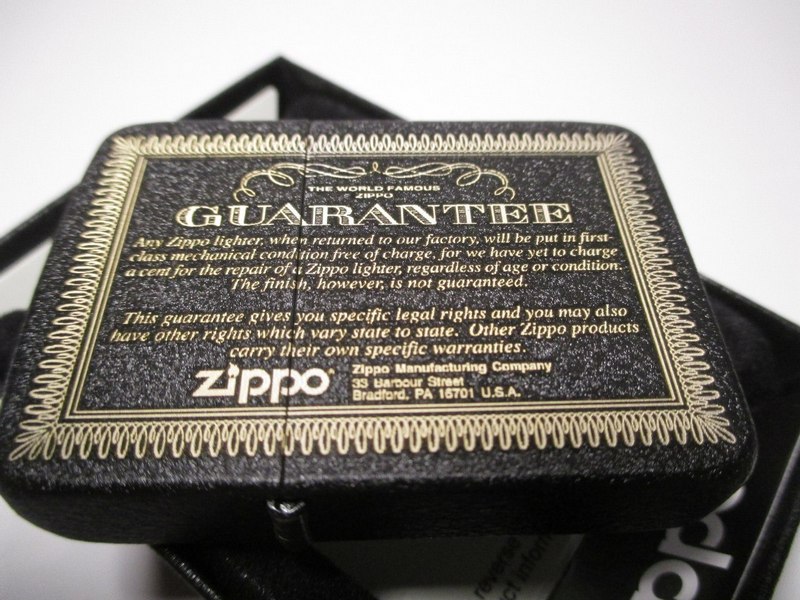 THE WORLD FAMOUS
ZIPPO
GUARANTEE
Any Zippo lighter, when returned to our factory, will be put in first-
class mechanical condition free of charge, for we have yet to charge
a cent for the repair of a Zippo lighter, regardless of age or condition.
The finish, however, is not guaranteed.
This guarantee gives you specific legal rights and you may also
have other rights which vary state to state. Other Zippo products
carry their own specific warranties.
zippo
Zippo Manufacturing Company
33 Barbour Street
Bradford, PA 16701 U.S.A.
reverse